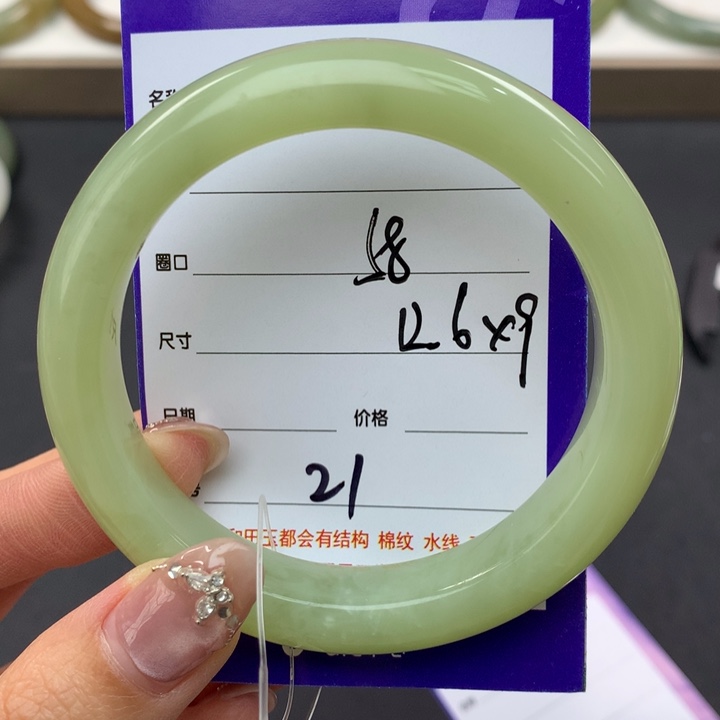 圈口 58
尺寸 12.6x9
日期 价格
21
和田玉都会有结构 棉纹 水线